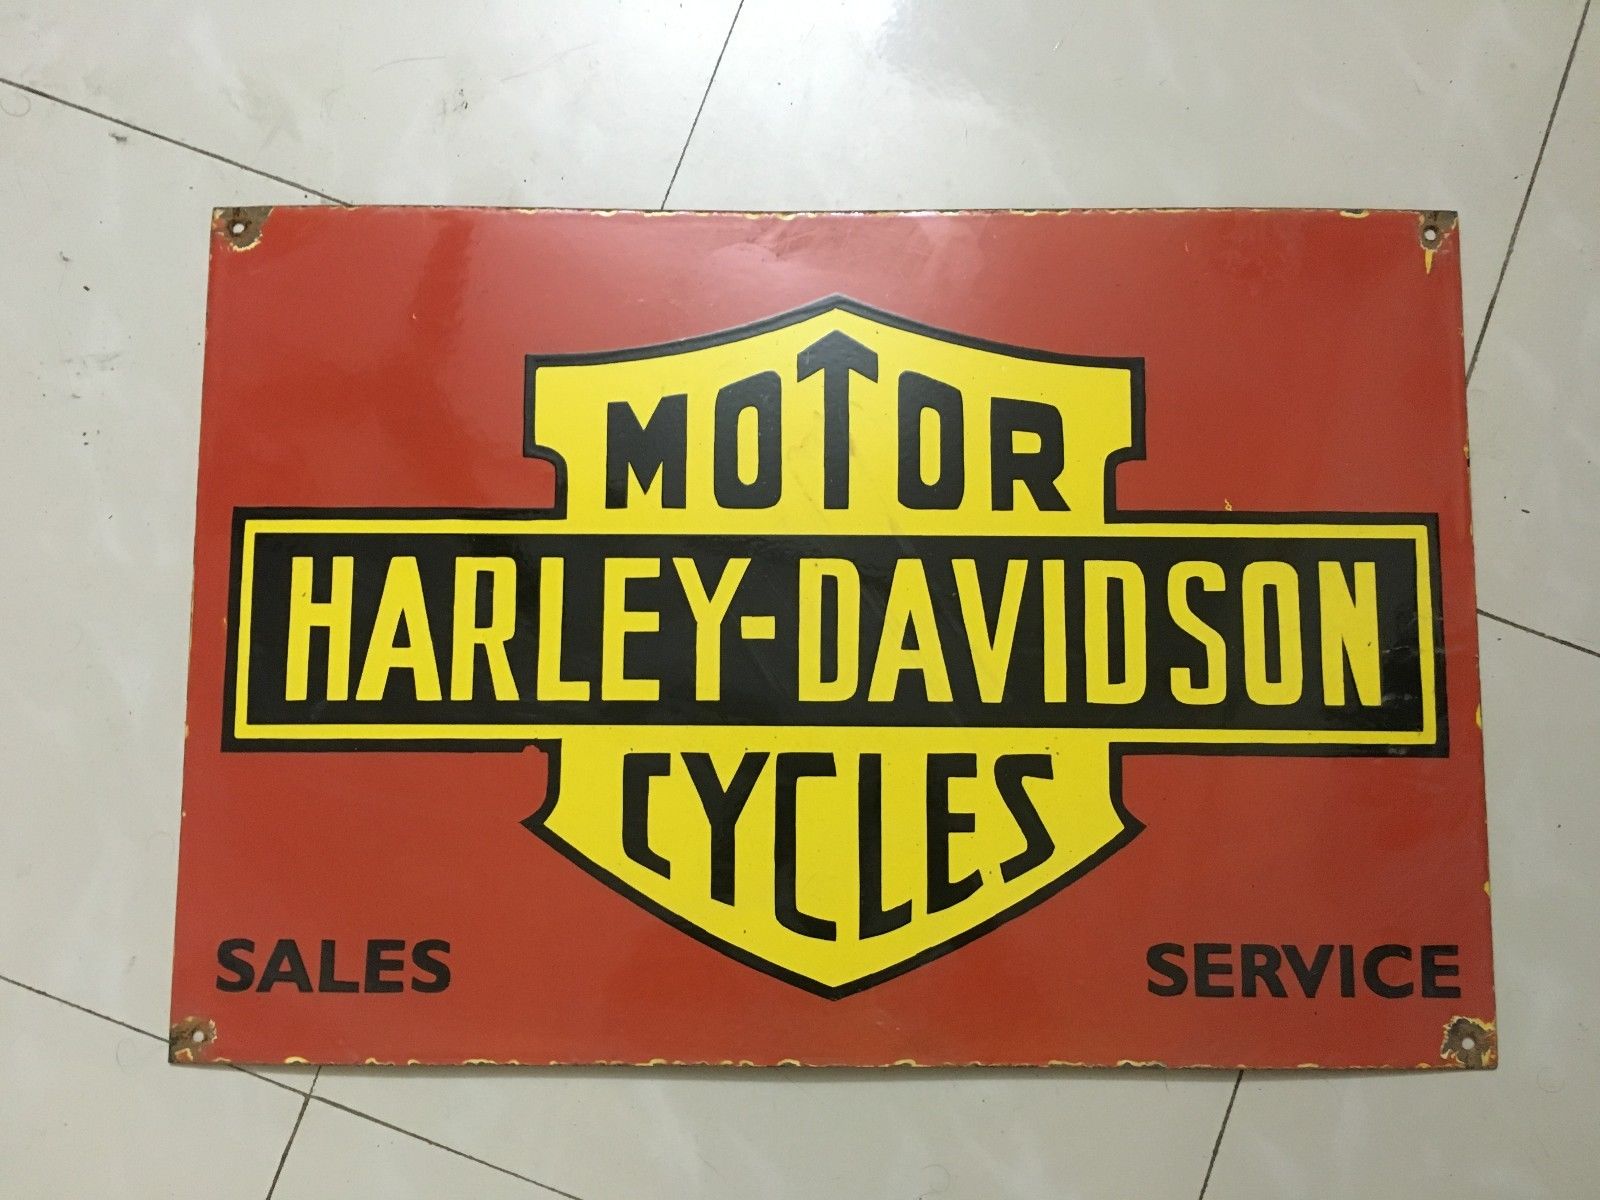 MOTOR
HARLEY-DAVIDSON
CYCLES
SALES SERVICE